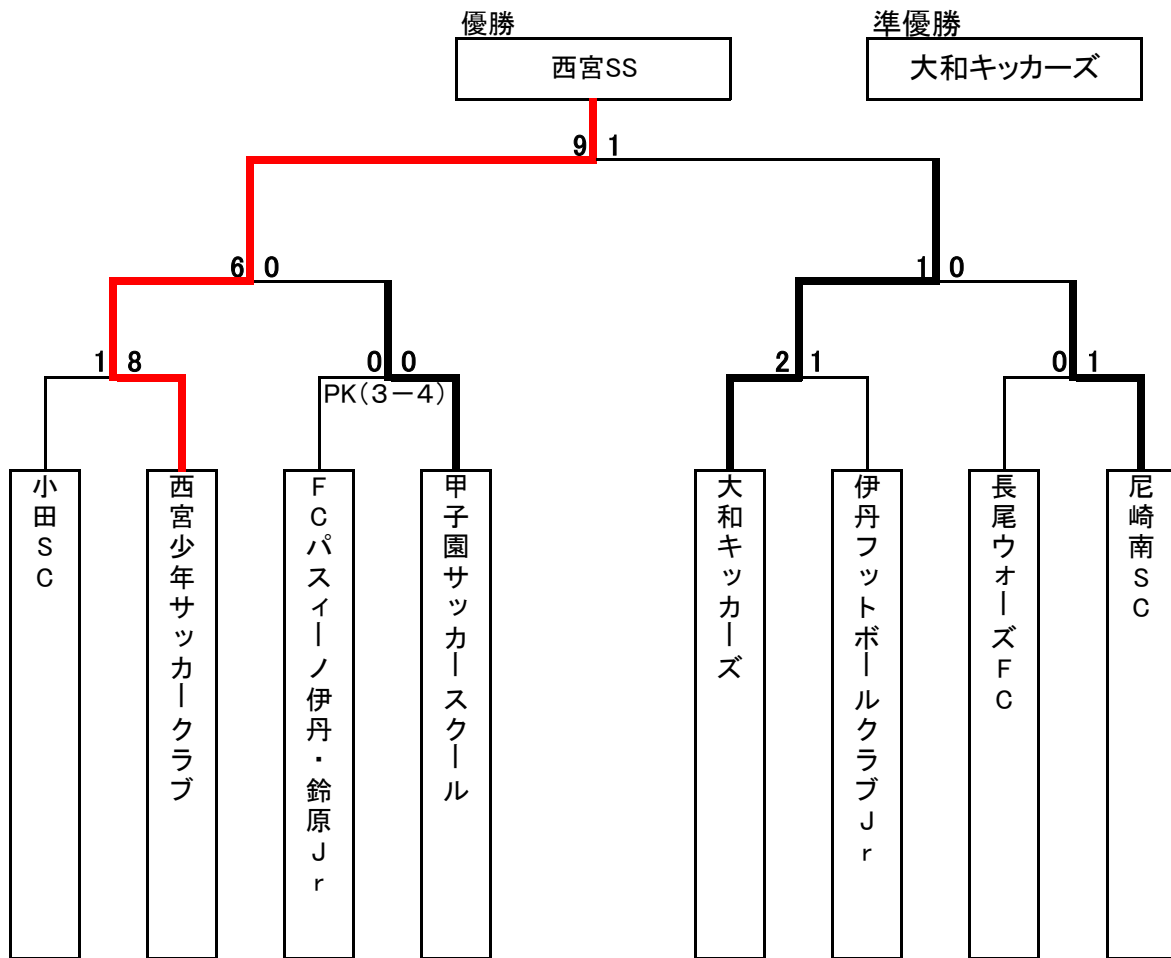 優勝
準優勝
西宮SS
大和キッカーズ
9 1
6 0
1 0
1 8
0 0
2 1
0 1
PK(3－4)
小田SC
西宮少年サッカークラブ
FCパスィーノ伊丹・鈴原Jr
甲子園サッカースクール
大和キッカーズ
伊丹フットボールクラブJr
長尾ウォーズFC
尼崎南SC